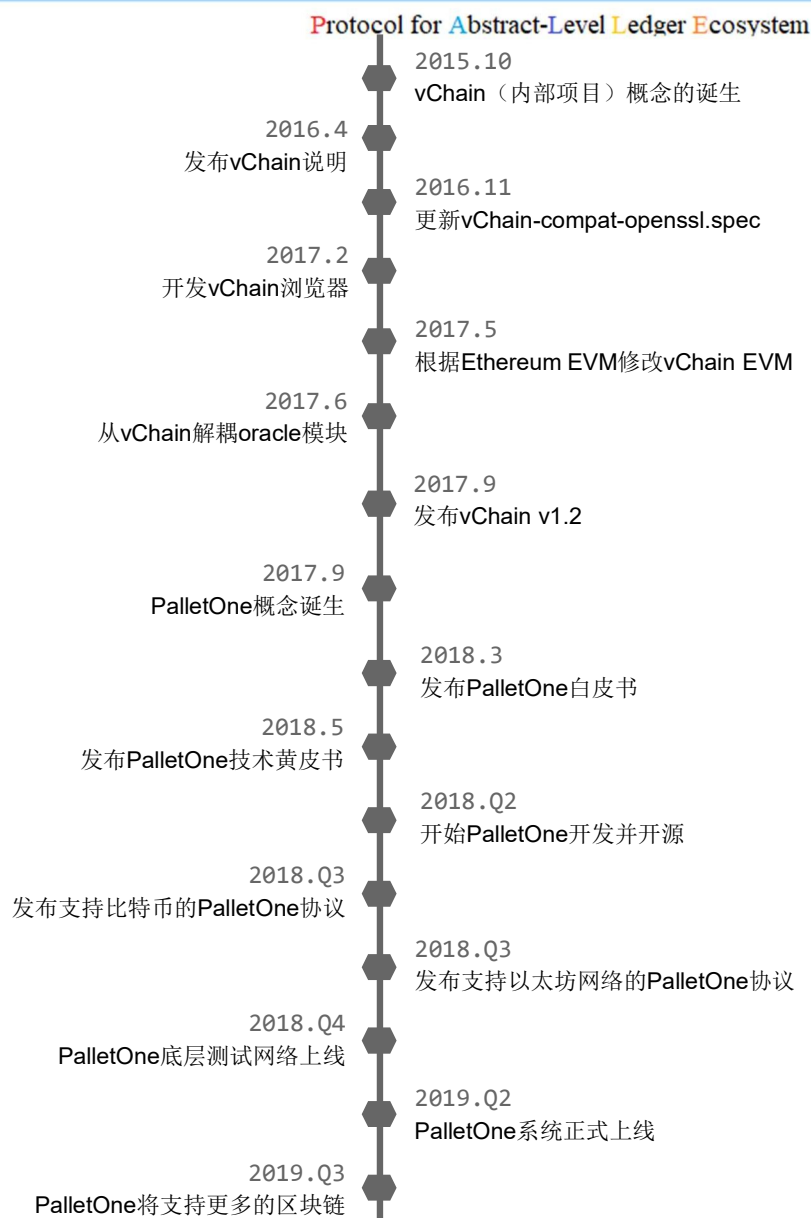 Protocol for Abstract-Level Ledger Ecosystem
2015.10
vChain（内部项目）概念的诞生
2016.4
发布vChain说明
2016.11
更新vChain-compat-openssl.spec
2017.2
开发vChain浏览器
2017.5
根据Ethereum EVM修改vChain EVM
2017.6
从vChain解耦oracle模块
2017.9
发布vChain v1.2
2017.9
PalletOne概念诞生
2018.3
发布PalletOne白皮书
2018.5
发布PalletOne技术黄皮书
2018.Q2
开始PalletOne开发并开源
2018.Q3
发布支持比特币的PalletOne协议
2018.Q3
发布支持以太坊网络的PalletOne协议
2018.Q4
PalletOne底层测试网络上线
2019.Q2
PalletOne系统正式上线
2019.Q3
PalletOne将支持更多的区块链